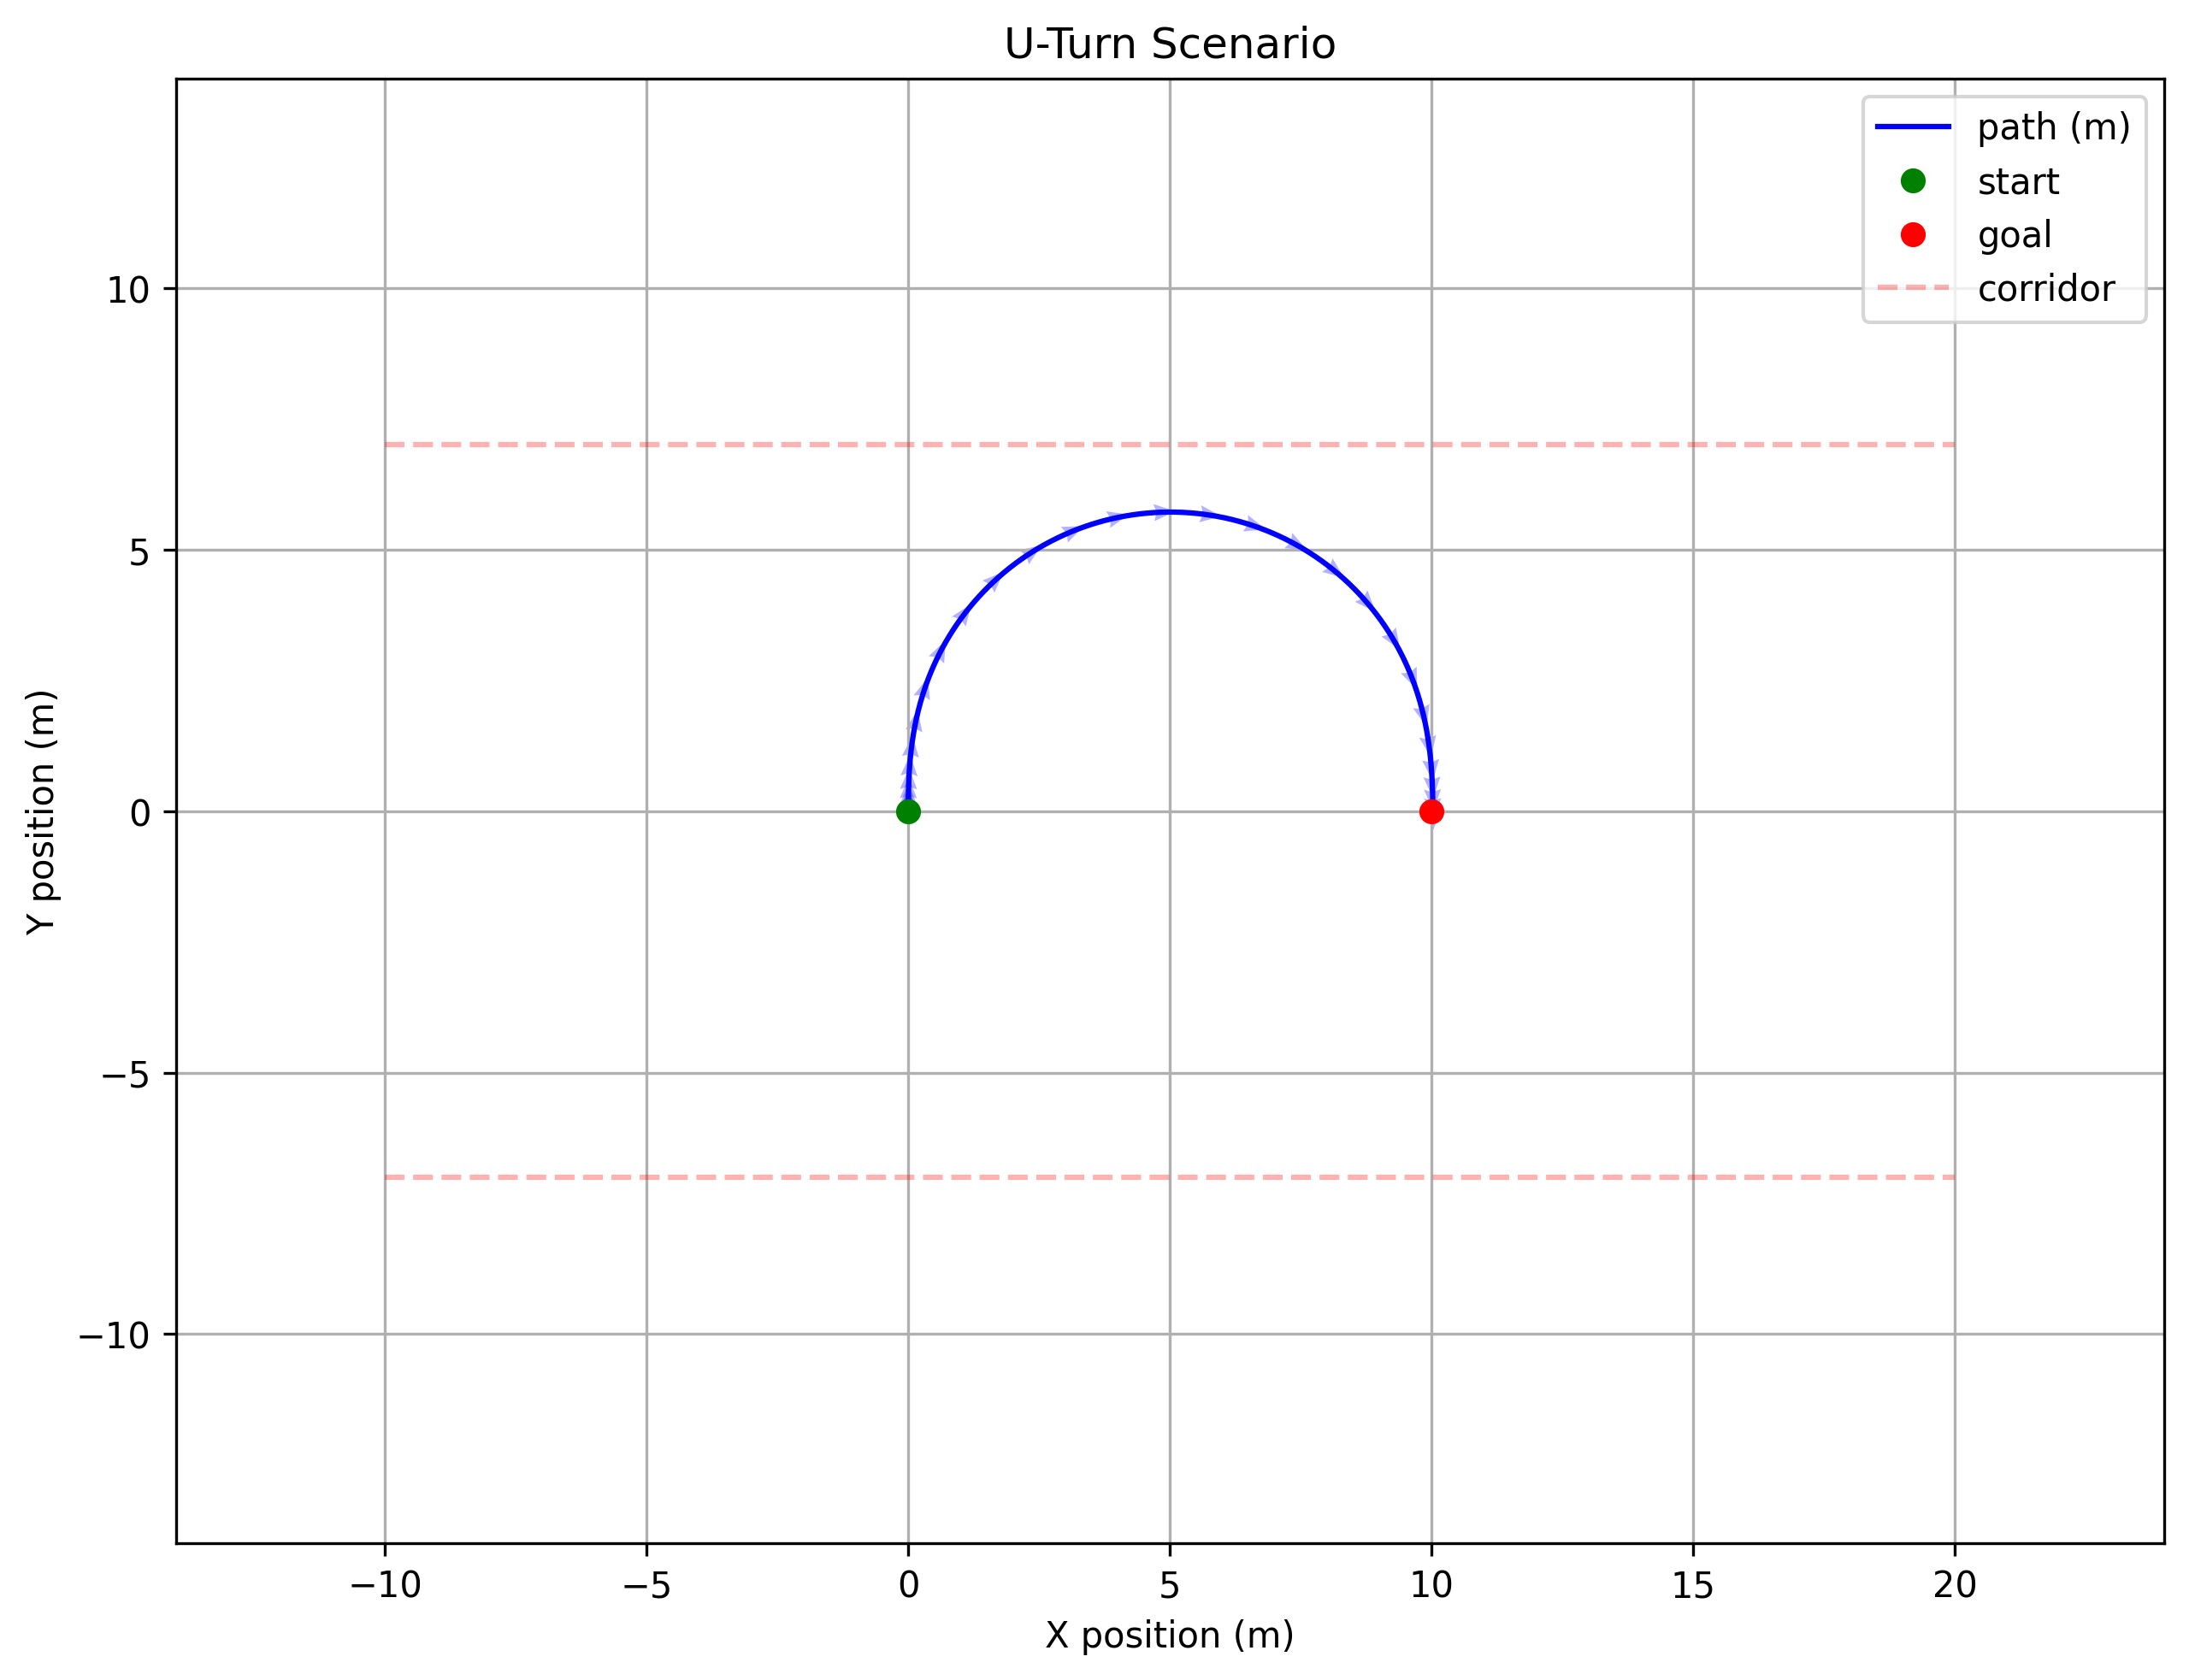 U-Turn Scenario
path (m)
start
goal
corridor
10
5
0
−5
−10
Y position (m)
−10
−5
0
5
10
15
20
X position (m)